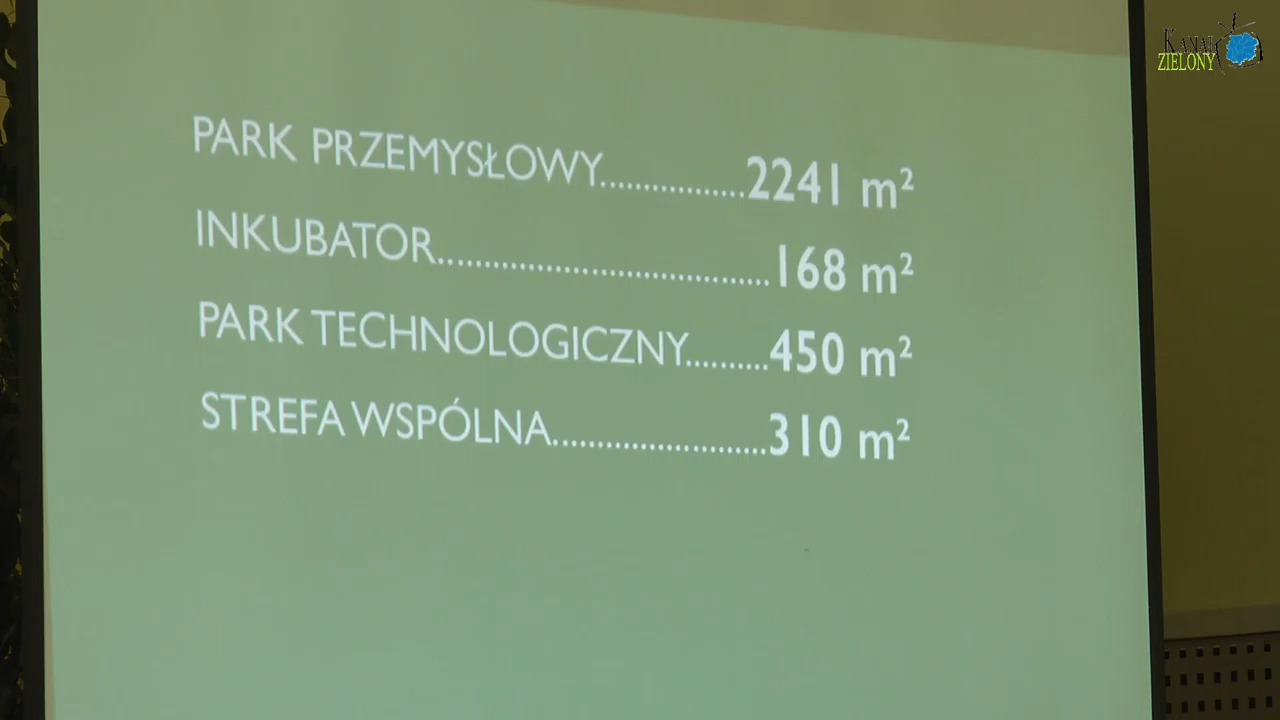 PARK PRZEMYSŁOWY.................2241 m²
INKUBATOR.....................................168 m²
PARK TECHNOLOGICZNY..........450 m²
STREFA WSPÓLNA........................310 m²
KANAŁ
ZIELONY